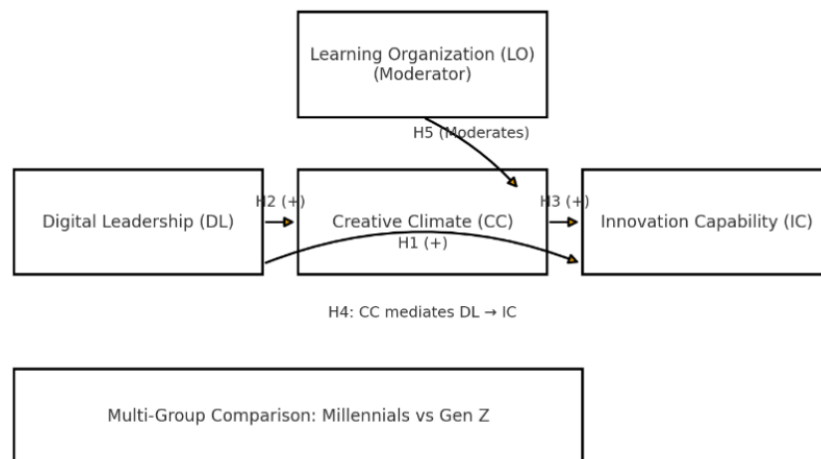 Learning Organization (LO)
(Moderator)
H5 (Moderates)
Digital Leadership (DL)
H2 (+)
Creative Climate (CC)
H3 (+)
Innovation Capability (IC)
H1 (+)
H4: CC mediates DL → IC
Multi-Group Comparison: Millennials vs Gen Z